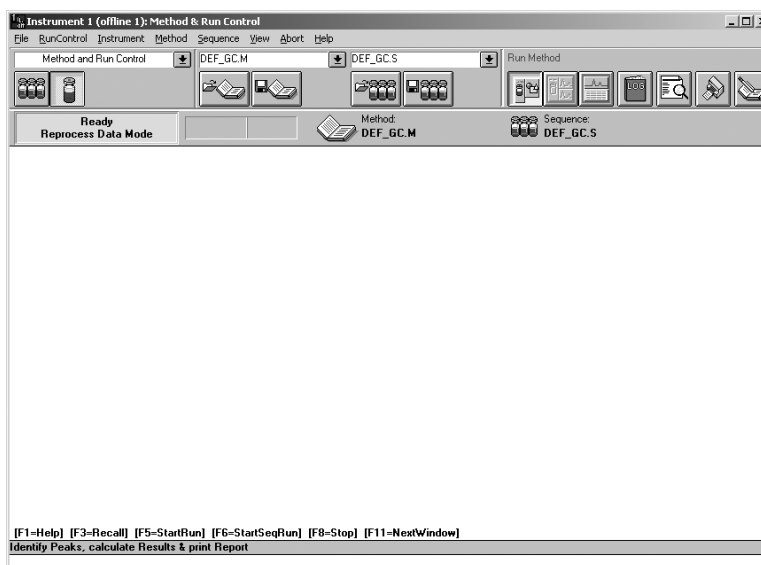 Instrument 1 (offline 1): Method & Run Control
File RunControl Instrument Method Sequence View Abort Help
Method and Run Control DEF_GC.M DEF_GC.S Run Method
LOG
Ready
Reprocess Data Mode
Method:
DEF_GC.M
Sequence:
DEF_GC.S
[F1=Help] [F3=Recall] [F5=StartRun] [F6=StartSeqRun] [F8=Stop] [F11=NextWindow]
Identify Peaks, calculate Results & print Report